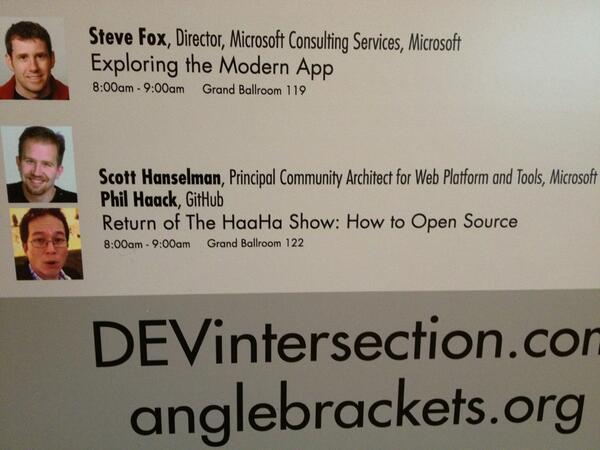 Steve Fox, Director, Microsoft Consulting Services, Microsoft
Exploring the Modern App
8:00am - 9:00am Grand Ballroom 119
Scott Hanselman, Principal Community Architect for Web Platform and Tools, Microsoft
Phil Haack, GitHub
Return of The HaaHa Show: How to Open Source
8:00am - 9:00am Grand Ballroom 122
DEVintersection.com
anglebrackets.org